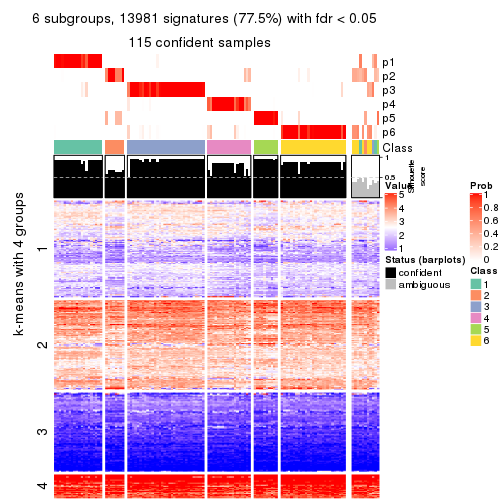 6 subgroups, 13981 signatures (77.5%) with fdr < 0.05
115 confident samples
p1
p2
p3
p4
p5
p6
Class
1
0.5
Silhouette
score
k-means with 4 groups
1
2
3
4
Value
5
4
3
2
1
Status (barplots)
confident
ambiguous
Prob
1
0.8
0.6
0.4
0.2
0
Class
1
2
3
4
5
6